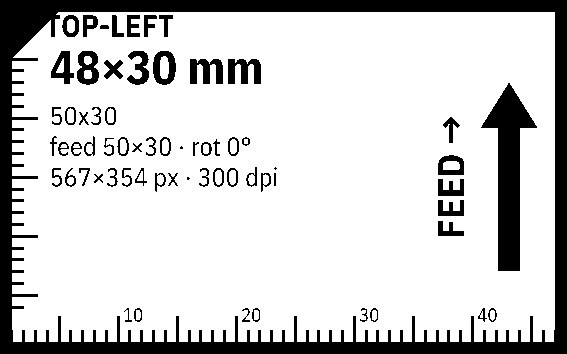 TOP-LEFT
48×30 mm
50x30
feed 50×30 · rot 0°
567×354 px · 300 dpi
FEED →
10 20 30 40